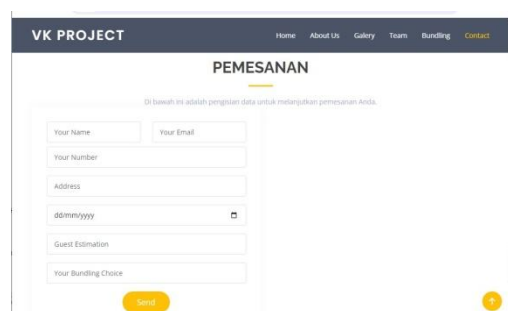 VK PROJECT Home About Us Galery Team Bundling Contact
PEMESANAN
Di bawah ini adalah pengisian data untuk melanjutkan pemesanan Anda.
Your Name Your Email
Your Number
Address
dd/mm/yyyy
Guest Estimation
Your Bundling Choice
Send